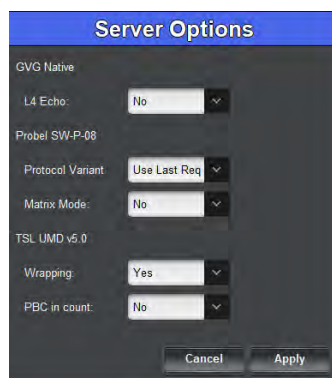 Server Options
GVG Native
L4 Echo: No
Probel SW-P-08
Protocol Variant Use Last Req
Matrix Mode: No
TSL UMD v5.0
Wrapping: Yes
PBC in count: No
Cancel Apply